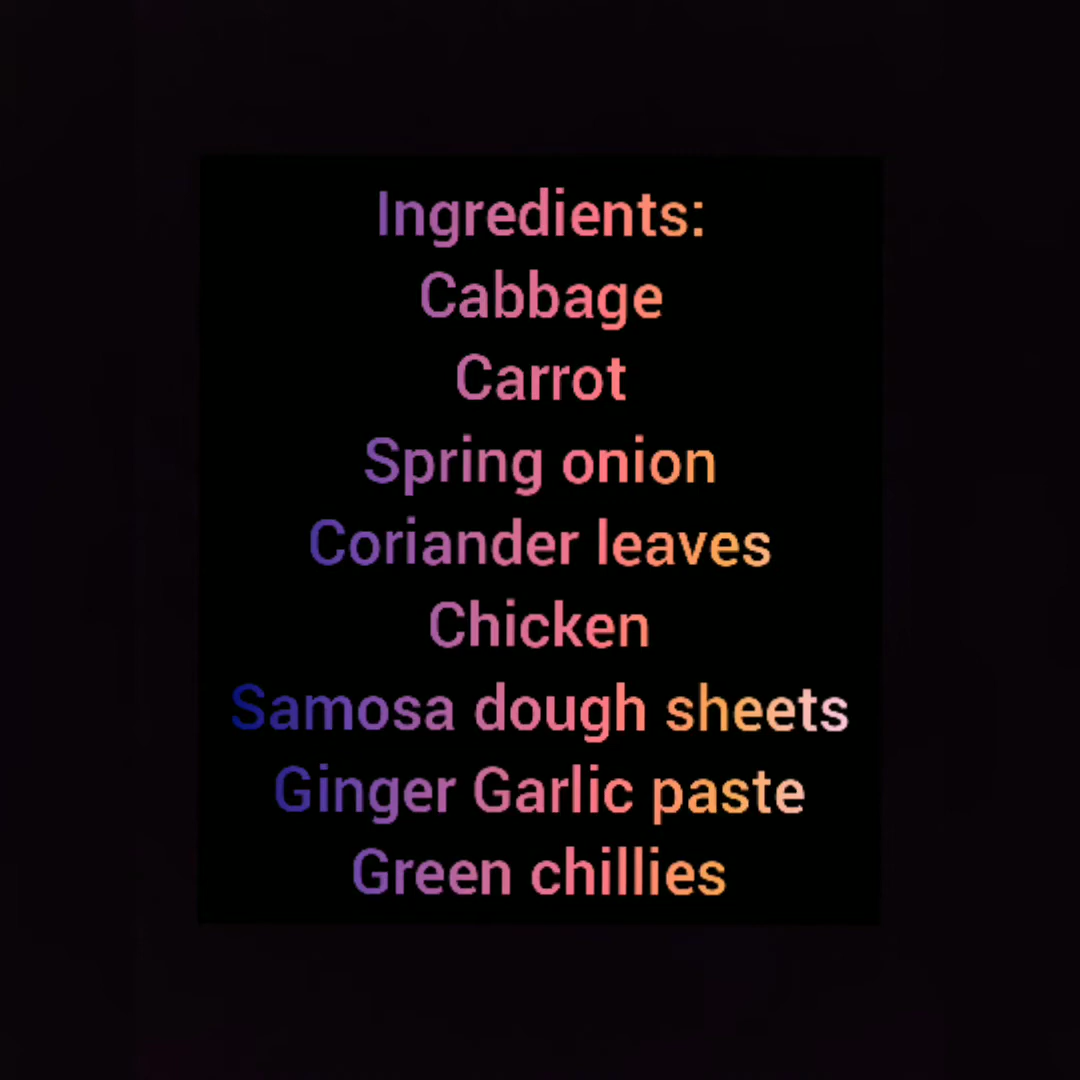 Ingredients:
Cabbage
Carrot
Spring onion
Coriander leaves
Chicken
Samosa dough sheets
Ginger Garlic paste
Green chillies